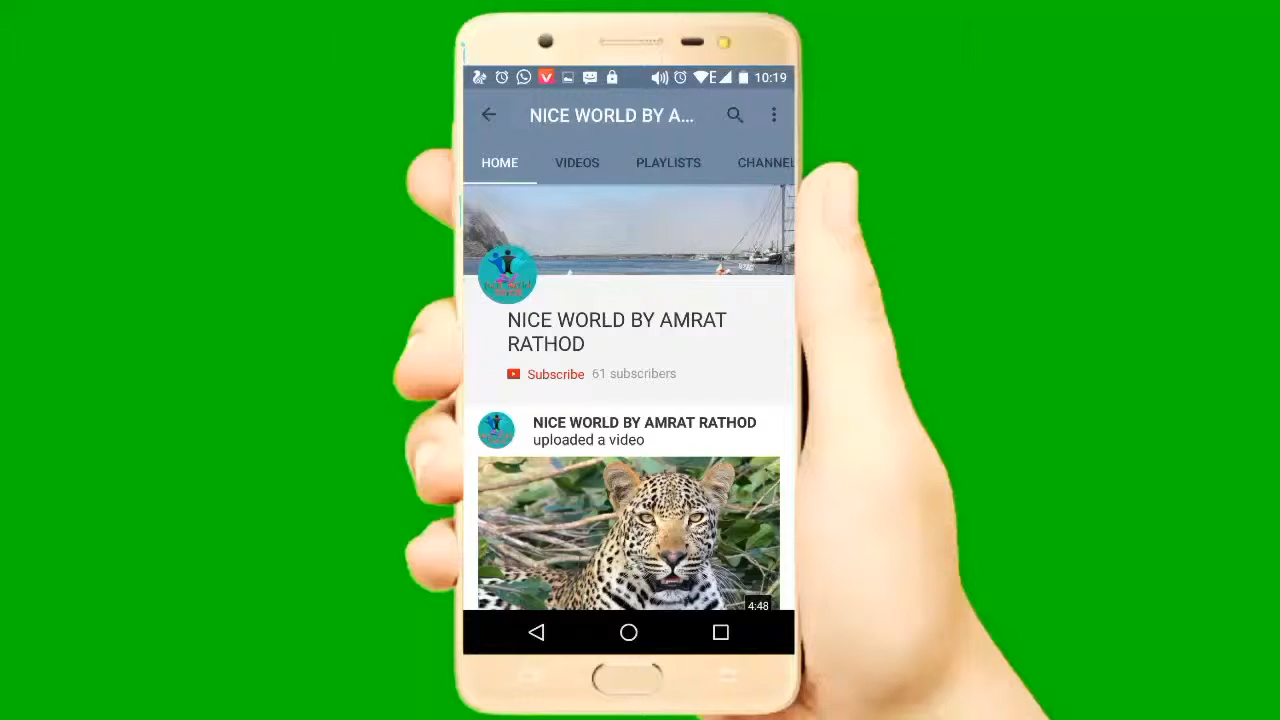 E 10:19
NICE WORLD BY A...
HOME VIDEOS PLAYLISTS CHANNEL
NICE WORLD BY AMRAT
RATHOD
Subscribe 61 subscribers
NICE WORLD BY AMRAT RATHOD
uploaded a video
4:48